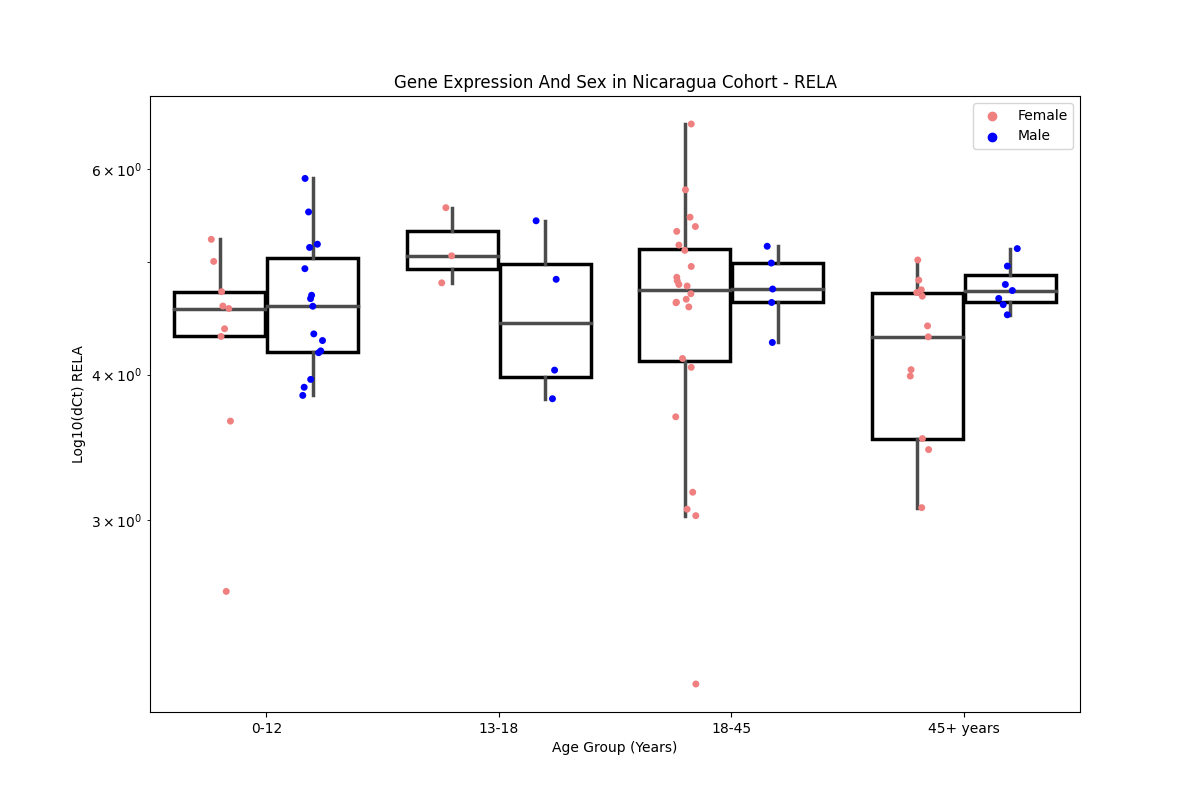 Gene Expression And Sex in Nicaragua Cohort - RELA
Female
Male
6 × 10⁰
4 × 10⁰
3 × 10⁰
Log10(dCt) RELA
0-12
13-18
18-45
45+ years
Age Group (Years)